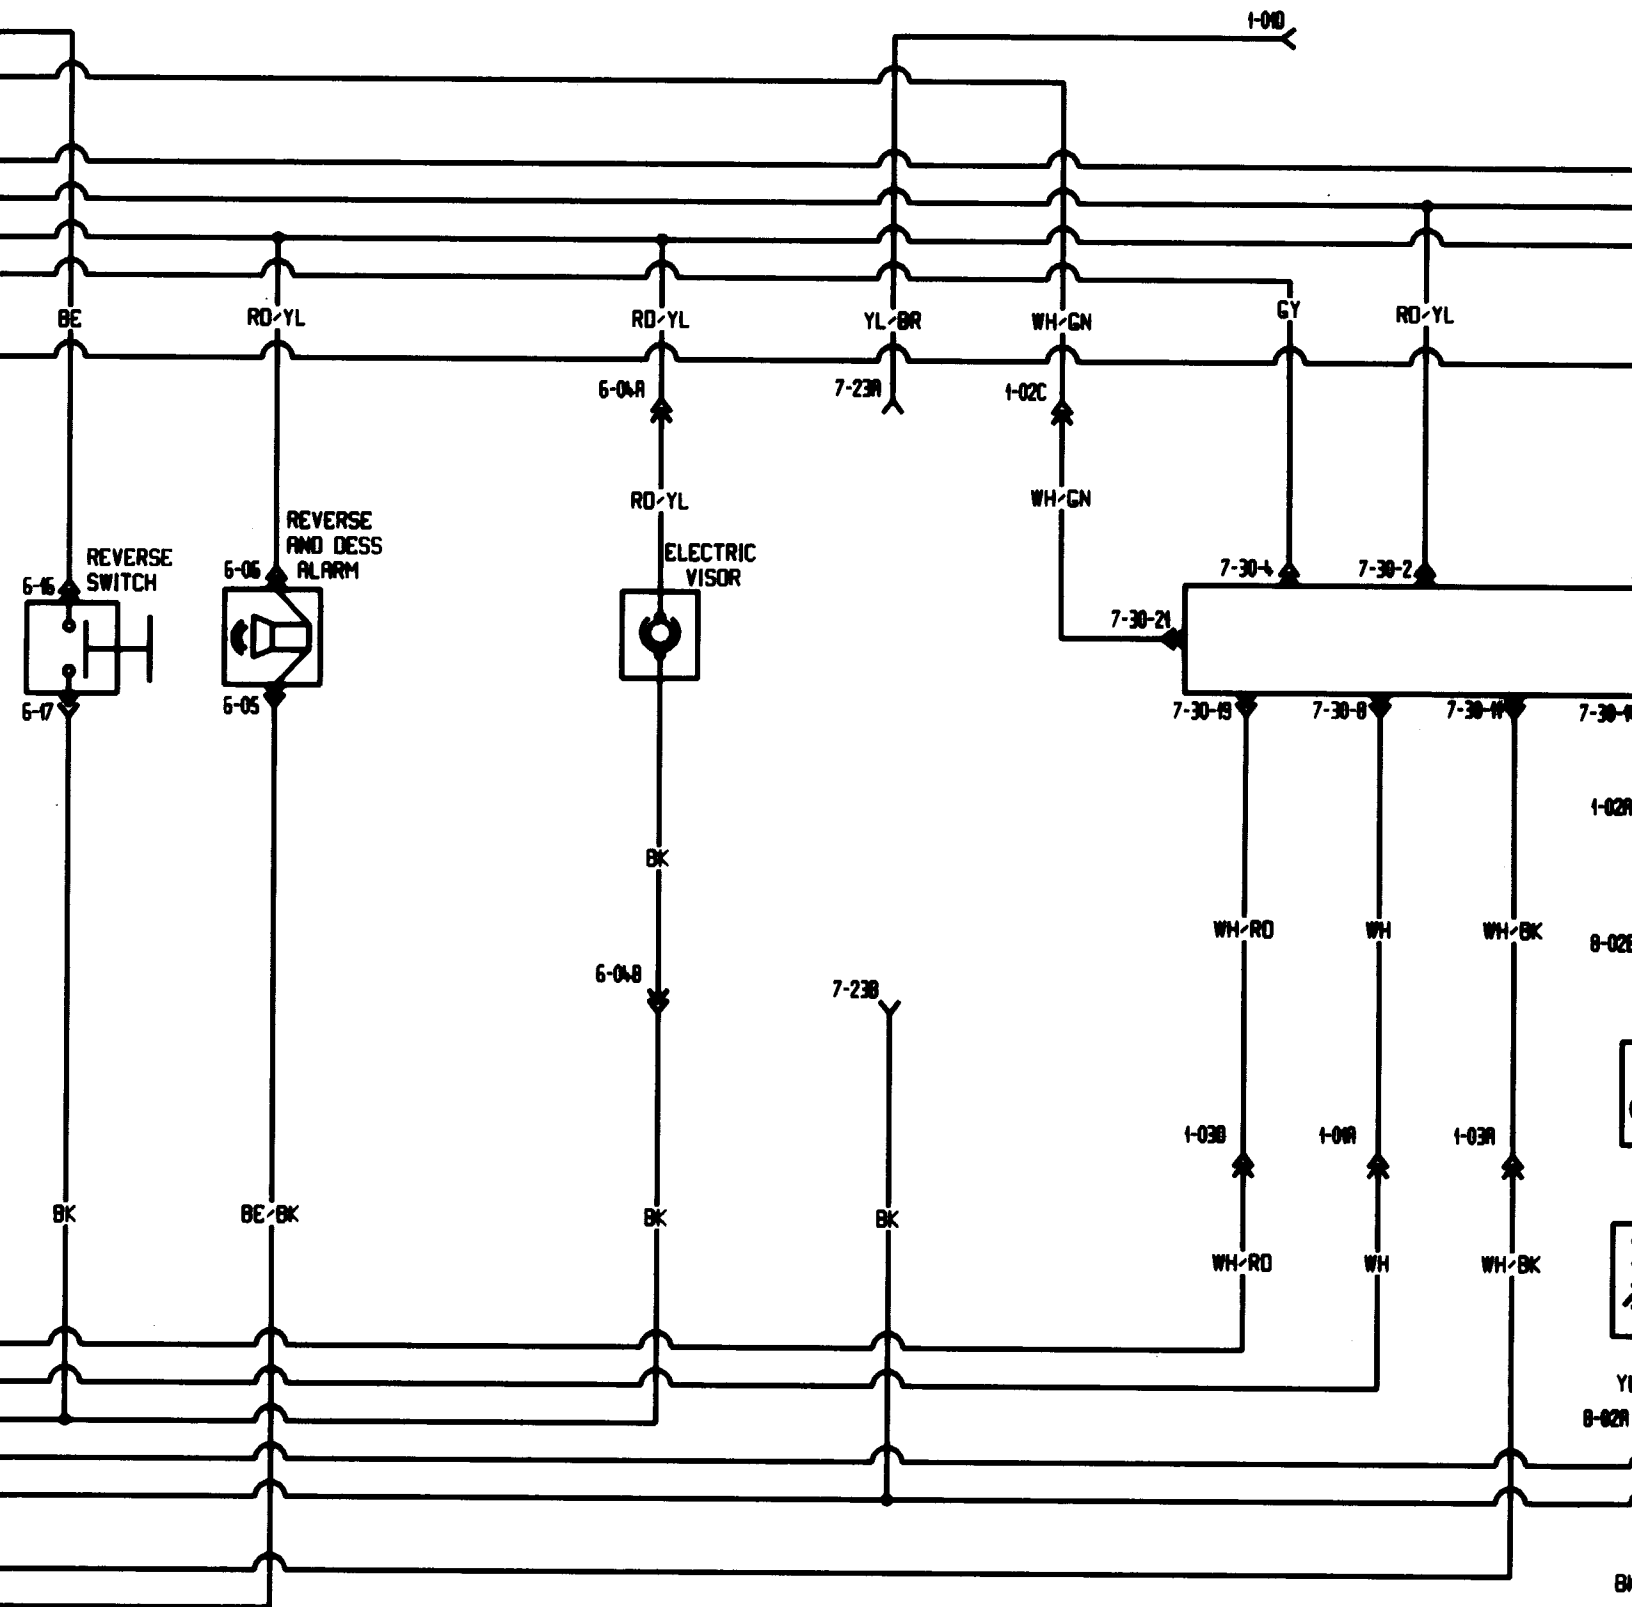 1-01D
BE
RD/YL
RD/YL
YL/BR
WH/GN
GY
RD/YL
6-04A
7-23A
1-02C
RD/YL
WH/GN
REVERSE
AND DESS
ALARM
REVERSE
SWITCH
ELECTRIC
VISOR
6-16
6-06
7-30-4
7-30-2
7-30-21
6-17
6-05
7-30-19
7-30-8
7-30-11
1-02A
BK
WH/RD
WH
WH/BK
6-04B
7-23B
1-03B
1-01A
1-03A
BK
BE/BK
BK
BK
WH/RD
WH
WH/BK
8-02A